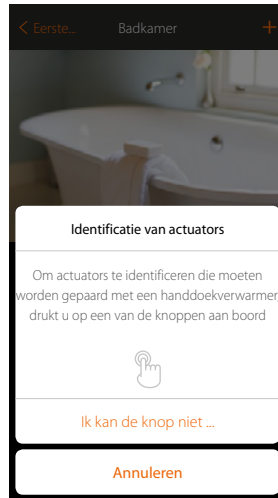 < Eerste... Badkamer +
Identificatie van actuators
Om actuators te identificeren die moeten
worden gepaard met een handdoekverwarmer,
drukt u op een van de knoppen aan boord
Ik kan de knop niet ...
Annuleren